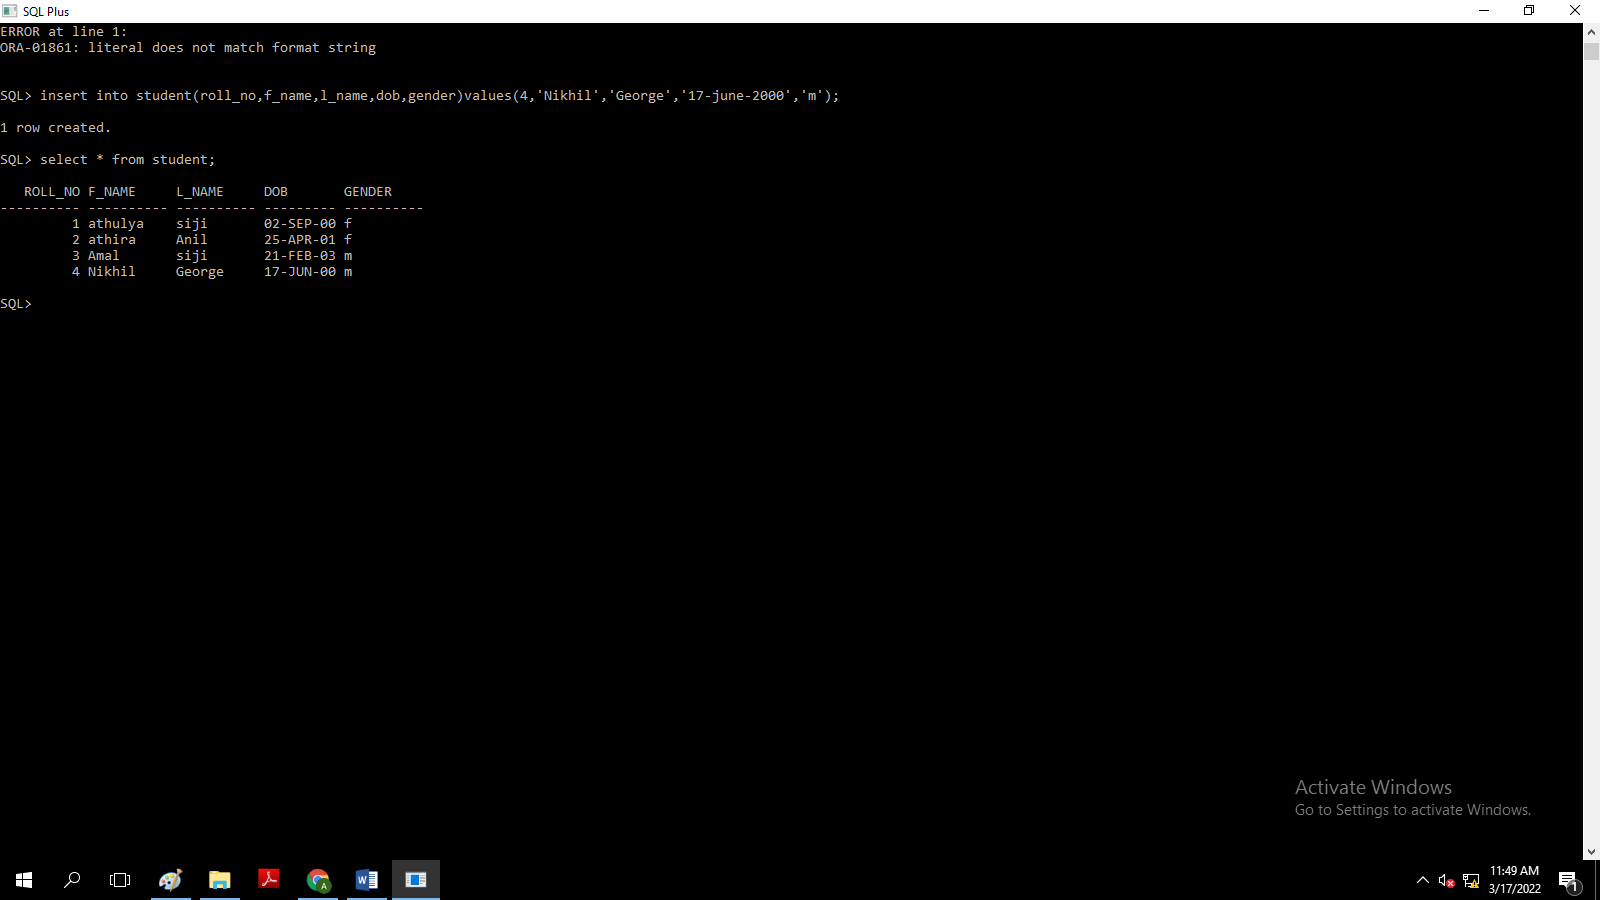 SQL Plus
ERROR at line 1:
ORA-01861: literal does not match format string
SQL> insert into student(roll_no,f_name,l_name,dob,gender)values(4,'Nikhil','George','17-june-2000','m');
1 row created.
SQL> select * from student;
ROLL_NO F_NAME L_NAME DOB GENDER
---------- ---------- ---------- --------- ----------
1 athulya siji 02-SEP-00 f
2 athira Anil 25-APR-01 f
3 Amal siji 21-FEB-03 m
4 Nikhil George 17-JUN-00 m
SQL>
Activate Windows
Go to Settings to activate Windows.
11:49 AM
3/17/2022
A
W
1